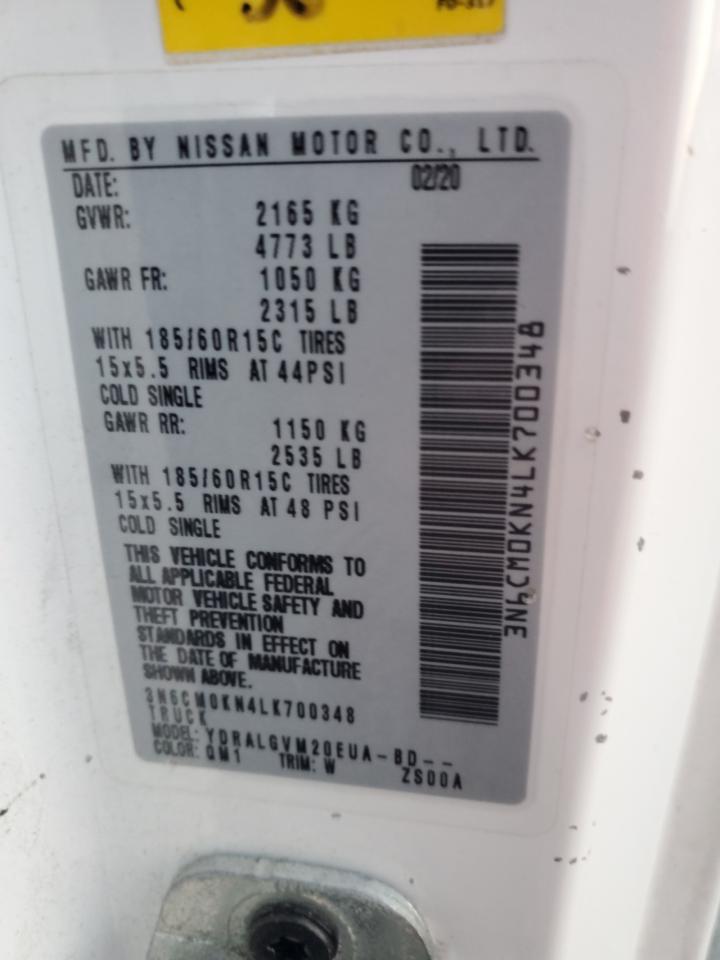 MFD. BY NISSAN MOTOR CO., LTD.
DATE: 02/20
GVWR: 2165 KG
4773 LB
GAWR FR: 1050 KG
2315 LB
WITH 185/60R15C TIRES
15x5.5 RIMS AT 44PSI
COLD SINGLE
GAWR RR: 1150 KG
2535 LB
WITH 185/60R15C TIRES
15x5.5 RIMS AT 48 PSI
COLD SINGLE
THIS VEHICLE CONFORMS TO
ALL APPLICABLE FEDERAL
MOTOR VEHICLE SAFETY AND
THEFT PREVENTION
STANDARDS IN EFFECT ON
THE DATE OF MANUFACTURE
SHOWN ABOVE.
3N6CM0KN4LK700348
TRUCK
MODEL: YDRALGVM20EUA-BD--
COLOR: QM1 TRIM: W ZS00A
3N6CM0KN4LK700348